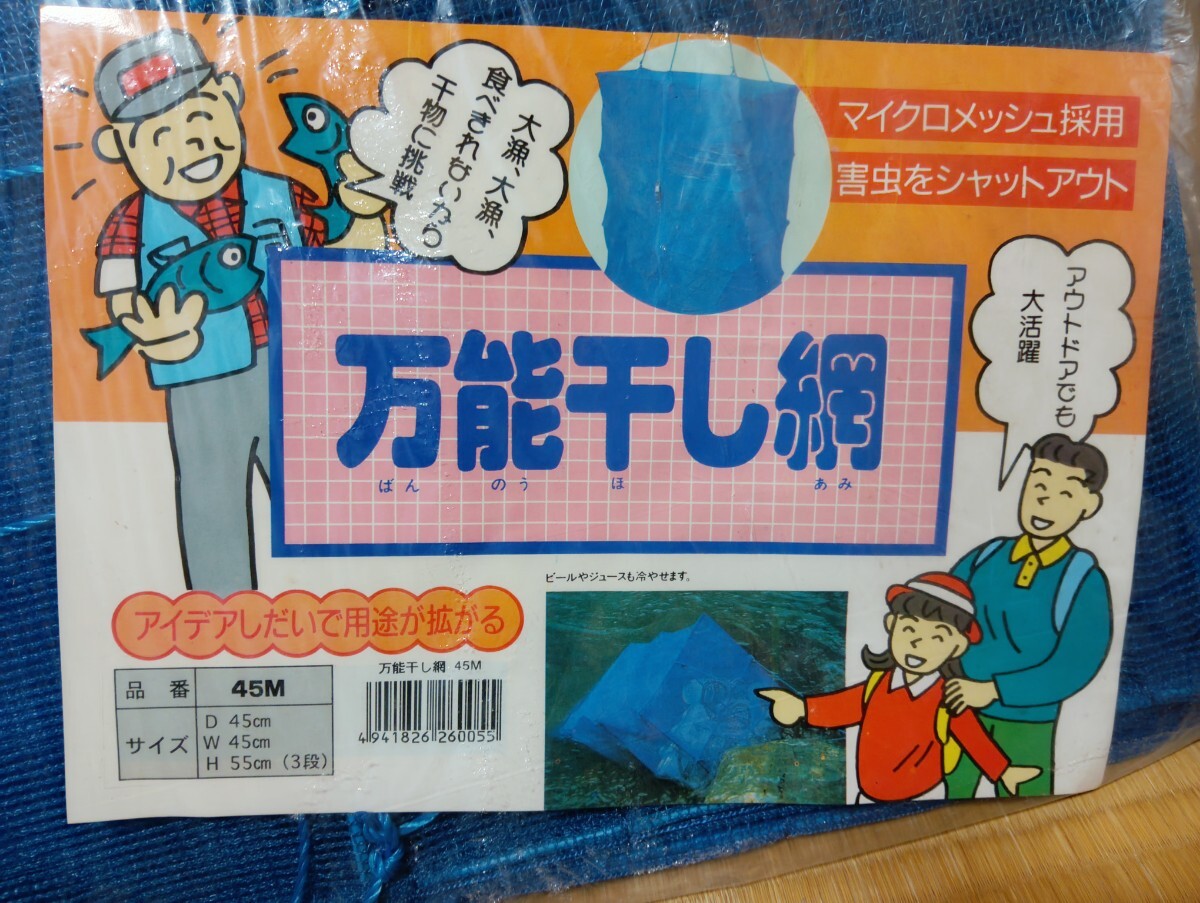 大漁、大漁、
食べきれないから
干物に挑戦
マイクロメッシュ採用
害虫をシャットアウト
アウトドアでも
大活躍
万能干し網
ばん のう ほ あみ
ビールやジュースも冷やせます。
アイデアしだいで用途が拡がる
品番 45M
サイズ
D 45cm
W 45cm
H 55cm (3段)
万能干し網 45M
4941826260055